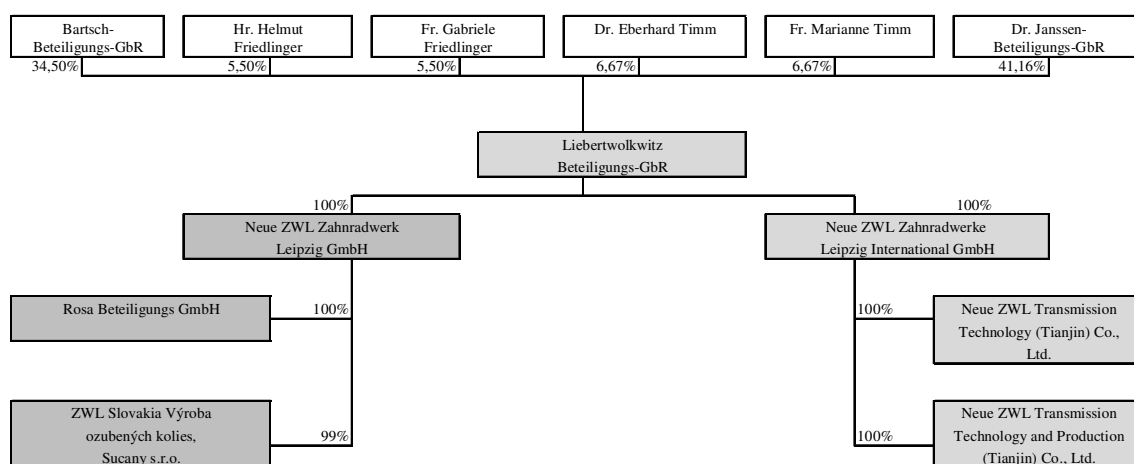 Bartsch-
Beteiligungs-GbR
Hr. Helmut
Friedlinger
Fr. Gabriele
Friedlinger
Dr. Eberhard Timm
Fr. Marianne Timm
Dr. Janssen-
Beteiligungs-GbR
34,50%
5,50%
5,50%
6,67%
6,67%
41,16%
Liebertwolkwitz
Beteiligungs-GbR
100%
100%
Neue ZWL Zahnradwerk
Leipzig GmbH
Neue ZWL Zahnradwerke
Leipzig International GmbH
Rosa Beteiligungs GmbH
100%
100%
Neue ZWL Transmission
Technology (Tianjin) Co.,
Ltd.
ZWL Slovakia Výroba
ozubených kolies,
Sucany s.r.o.
99%
100%
Neue ZWL Transmission
Technology and Production
(Tianjin) Co., Ltd.